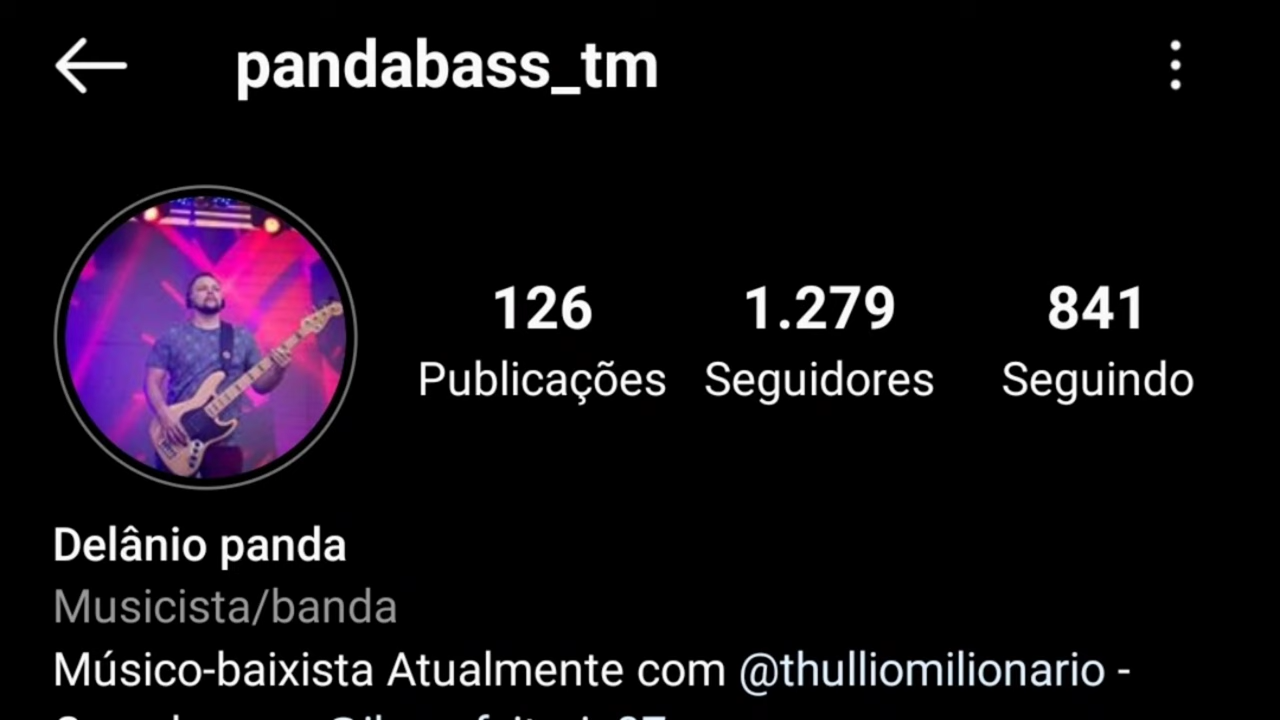 pandabass_tm
126 1.279 841
Publicações Seguidores Seguindo
Delânio panda
Musicista/banda
Músico-baixista Atualmente com @thulliomilionario -